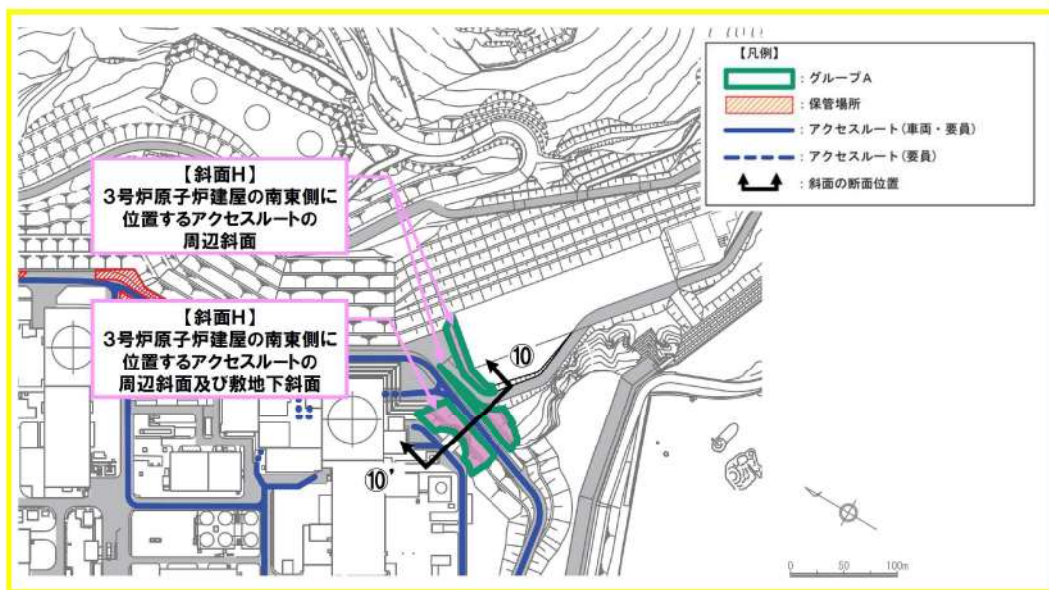 【凡例】
：グループA
：保管場所
：アクセスルート(車両・要員)
：アクセスルート(要員)
：斜面の断面位置
【斜面H】
3号炉原子炉建屋の南東側に
位置するアクセスルートの
周辺斜面
【斜面H】
3号炉原子炉建屋の南東側に
位置するアクセスルートの
周辺斜面及び敷地下斜面
⑩
⑩'
0 50 100m